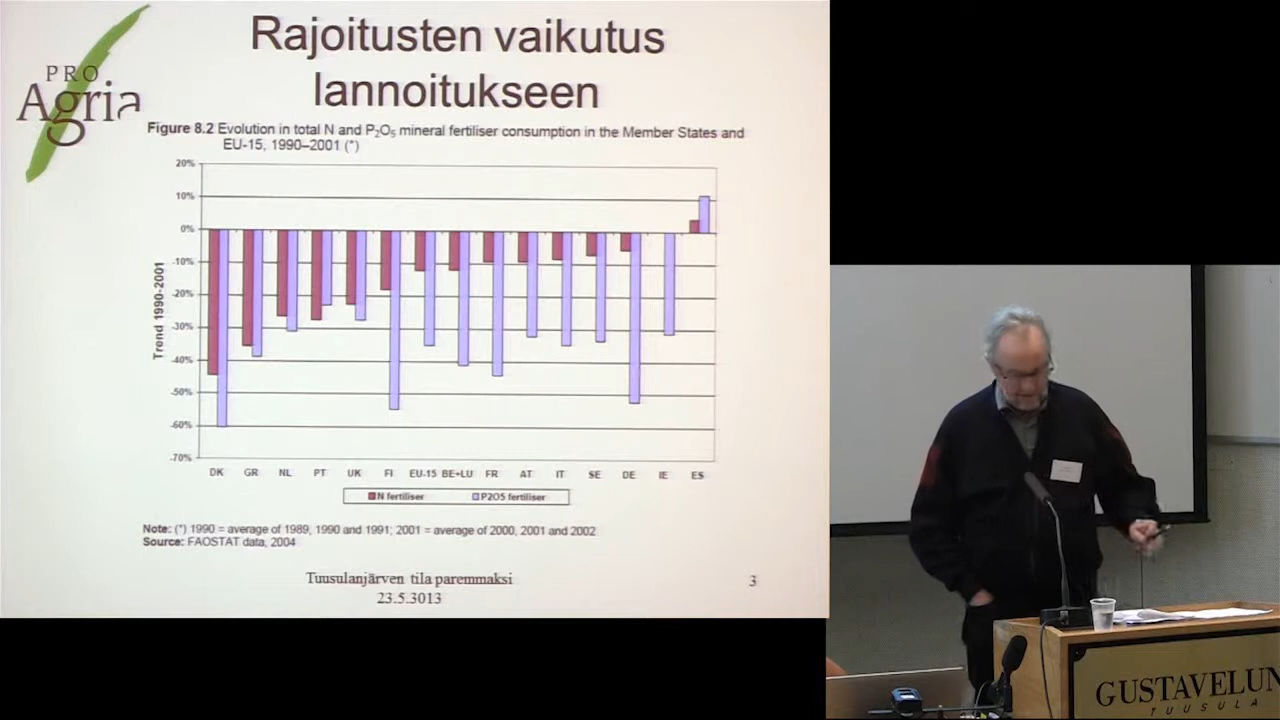 Rajoitusten vaikutus
lannoitukseen
PRO
Agria
Figure 8.2 Evolution in total N and P2O5 mineral fertiliser consumption in the Member States and
EU-15, 1990–2001 (*)
20%
10%
0%
-10%
-20%
-30%
-40%
-50%
-60%
-70%
Trend 1990-2001
DK GR NL PT UK FI EU-15 BE+LU FR AT IT SE DE IE ES
N fertiliser P2O5 fertiliser
Note: (*) 1990 = average of 1989, 1990 and 1991; 2001 = average of 2000, 2001 and 2002
Source: FAOSTAT data, 2004
Tuusulanjärven tila paremmaksi
23.5.3013
3
GUSTAVELUN
TUUSULA